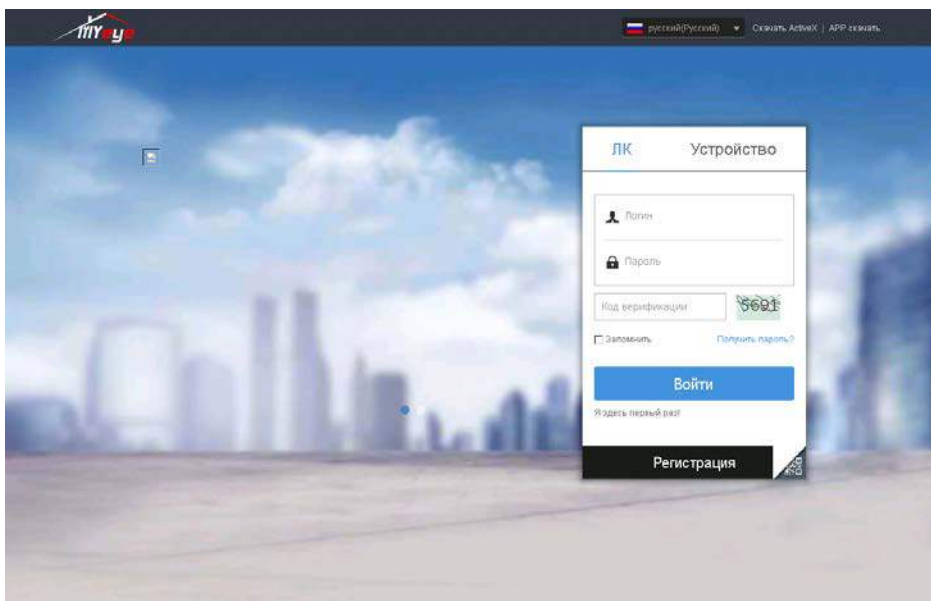 MYeye
русский(Русский) Скачать ActiveX | APP скачать
ЛК Устройство
Логин
Пароль
Код верификации 5691
Запомнить Получить пароль?
Войти
Я здесь первый раз!
Регистрация